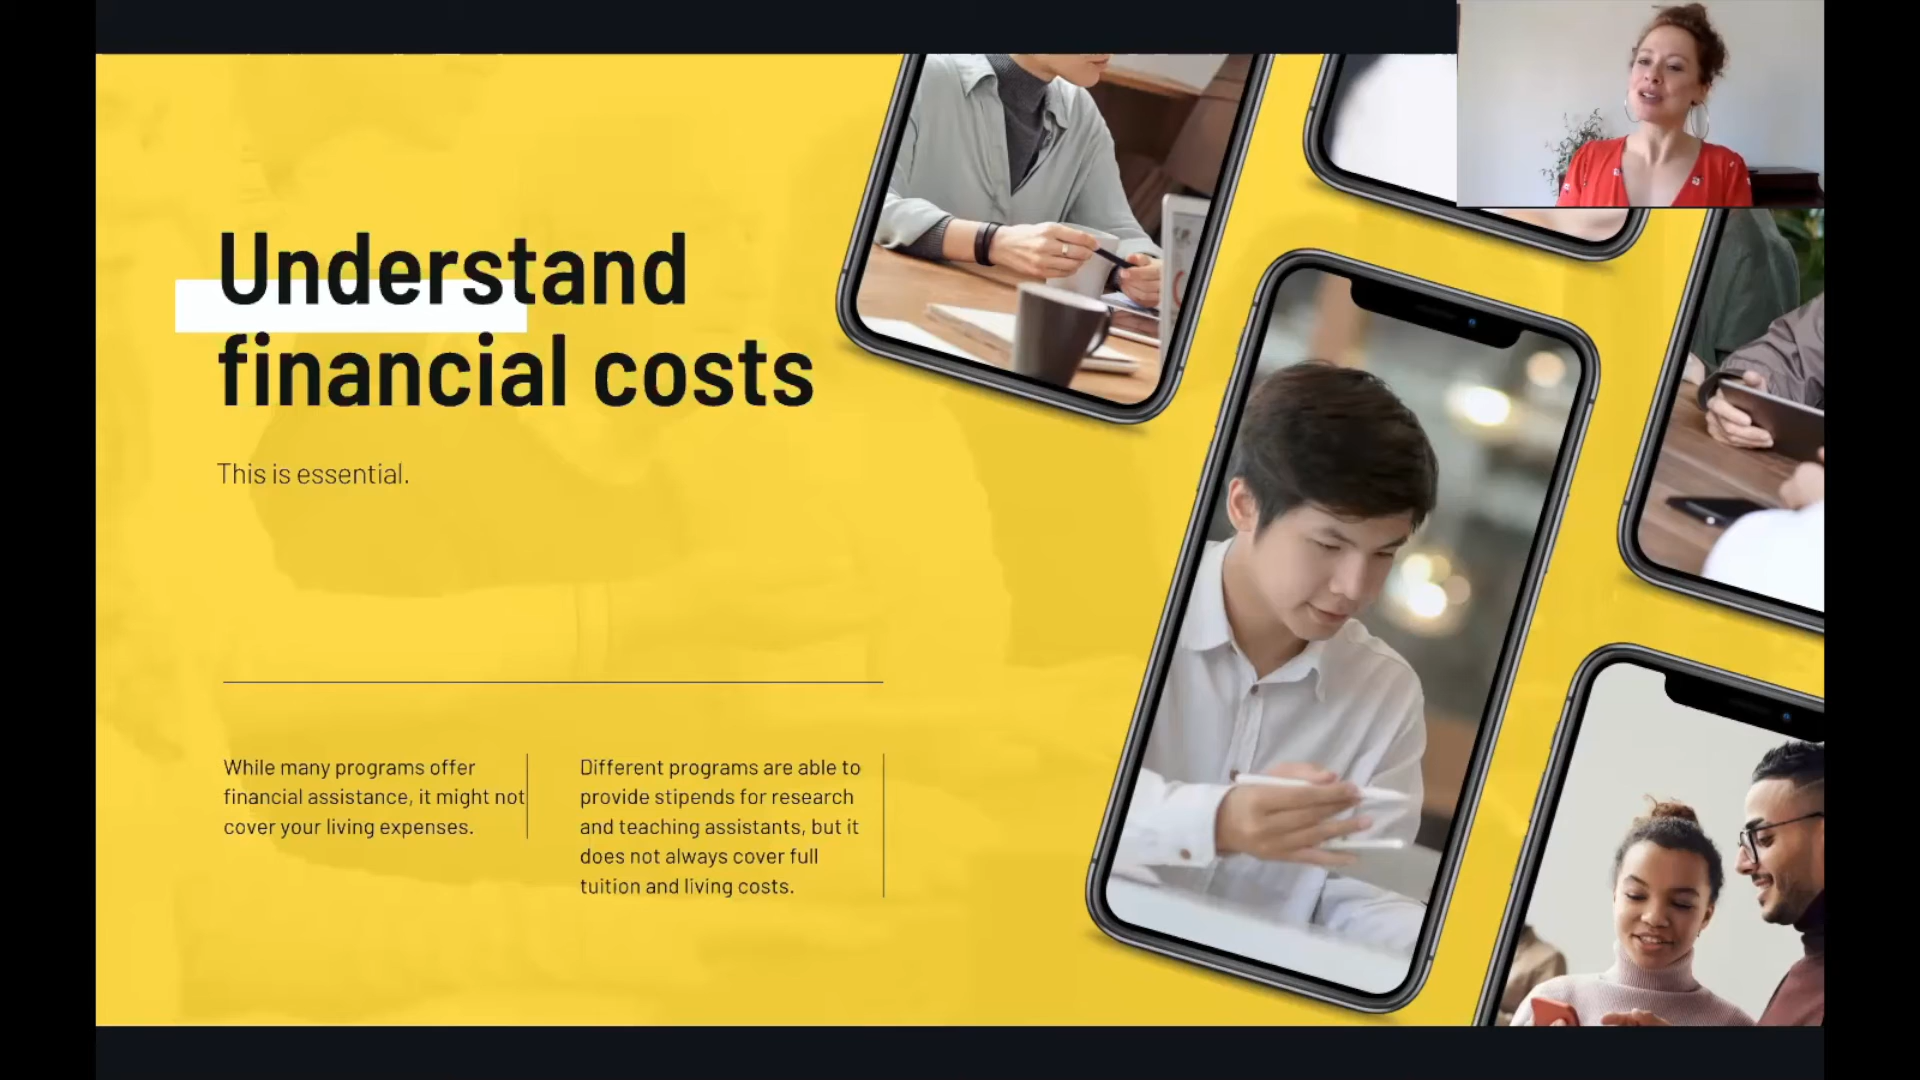 Understand
financial costs
This is essential.
While many programs offer
financial assistance, it might not
cover your living expenses.
Different programs are able to
provide stipends for research
and teaching assistants, but it
does not always cover full
tuition and living costs.